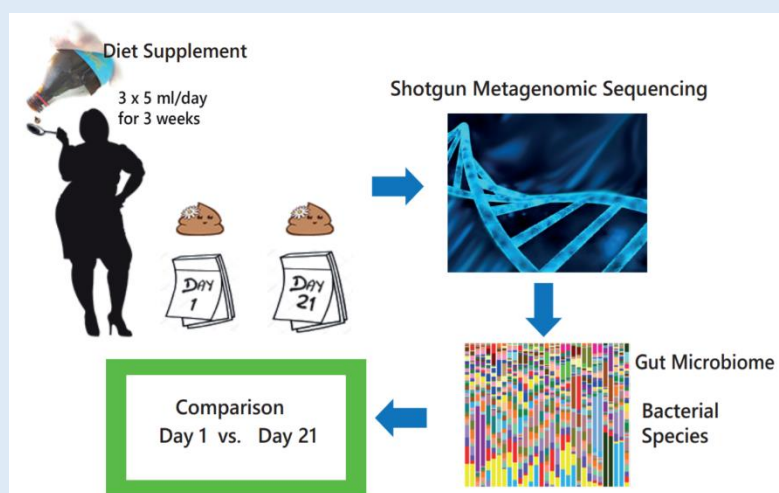 Diet Supplement
3 x 5 ml/day
for 3 weeks
DAY
1
DAY
21
Shotgun Metagenomic Sequencing
Gut Microbiome
Bacterial
Species
Comparison
Day 1 vs. Day 21